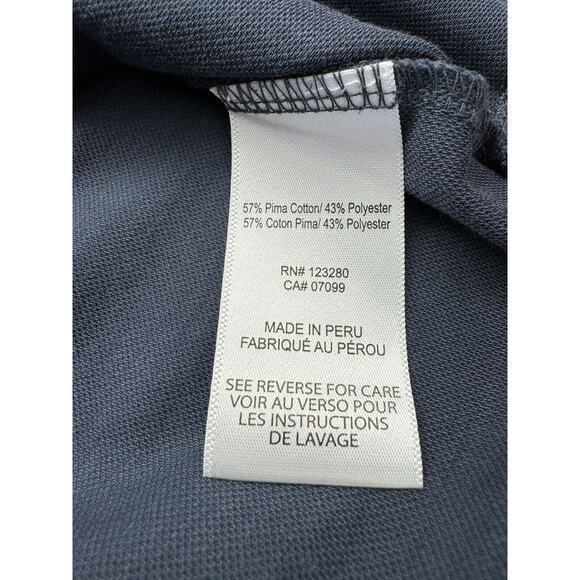 57% Pima Cotton/ 43% Polyester
57% Coton Pima/ 43% Polyester
RN# 123280
CA# 07099
MADE IN PERU
FABRIQUÉ AU PÉROU
SEE REVERSE FOR CARE
VOIR AU VERSO POUR
LES INSTRUCTIONS
DE LAVAGE